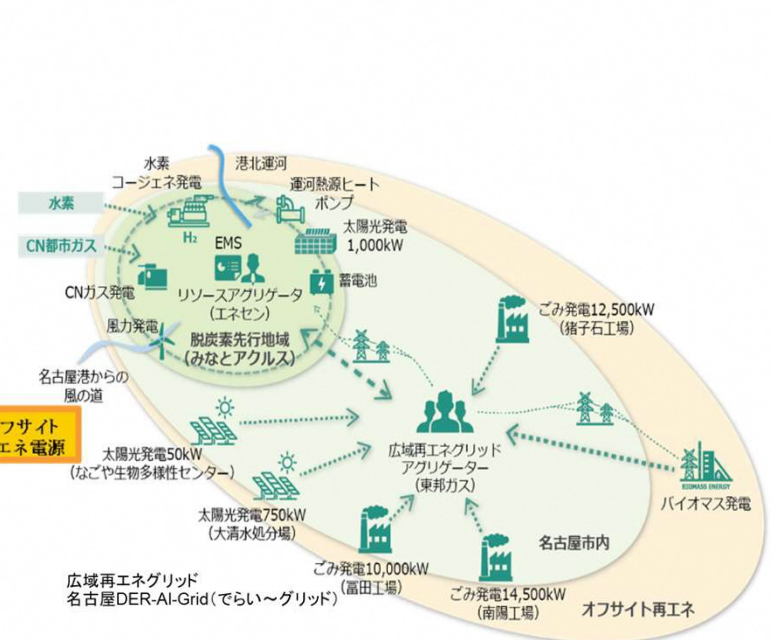 水素
コージェネ発電
港北運河
運河熱源ヒート
ポンプ
水素
H₂
太陽光発電
1,000kW
CN都市ガス
EMS
蓄電池
CNガス発電
リソースアグリゲータ
(エネセン)
風力発電
脱炭素先行地域
(みなとアクルス)
ごみ発電12,500kW
(猪子石工場)
名古屋港からの
風の道
フサイト
エネ電源
太陽光発電50kW
(なごや生物多様性センター)
広域再エネグリッド
アグリゲーター
(東邦ガス)
BIOMASS ENERGY
バイオマス発電
太陽光発電750kW
(大清水処分場)
名古屋市内
ごみ発電10,000kW
(富田工場)
ごみ発電14,500kW
(南陽工場)
オフサイト再エネ
広域再エネグリッド
名古屋DER-AI-Grid(でらい～グリッド)